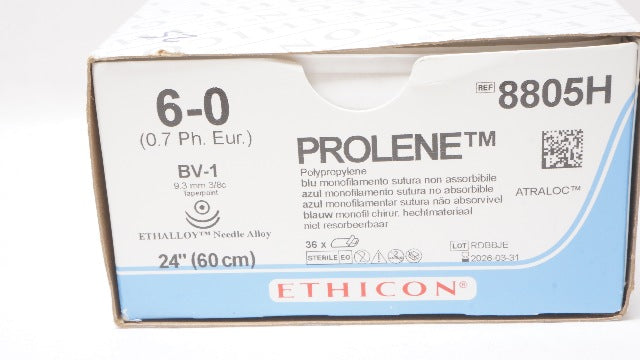 6-0
(0.7 Ph. Eur.)
REF 8805H
PROLENE™
BV-1
9.3 mm 3/8c
taperpoint
Polypropylene
blu monofilamento sutura non assorbibile
azul monofilamento sutura no absorbible
azul monofilamentar sutura não absorvível
blauw monofil chirur. hechtmateriaal
niet resorbeerbaar
ATRALOC™
ETHALLOY™ Needle Alloy
36 x
LOT RDBBJE
STERILE EO
2026-03-31
24" (60 cm)
ETHICON®